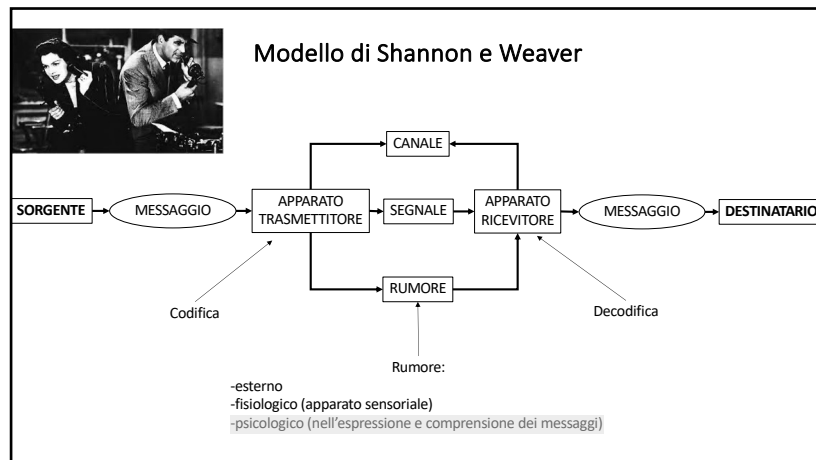 Modello di Shannon e Weaver
CANALE
SORGENTE
MESSAGGIO
APPARATO
TRASMETTITORE
SEGNALE
APPARATO
RICEVITORE
MESSAGGIO
DESTINATARIO
RUMORE
Codifica
Decodifica
Rumore:
-esterno
-fisiologico (apparato sensoriale)
-psicologico (nell'espressione e comprensione dei messaggi)